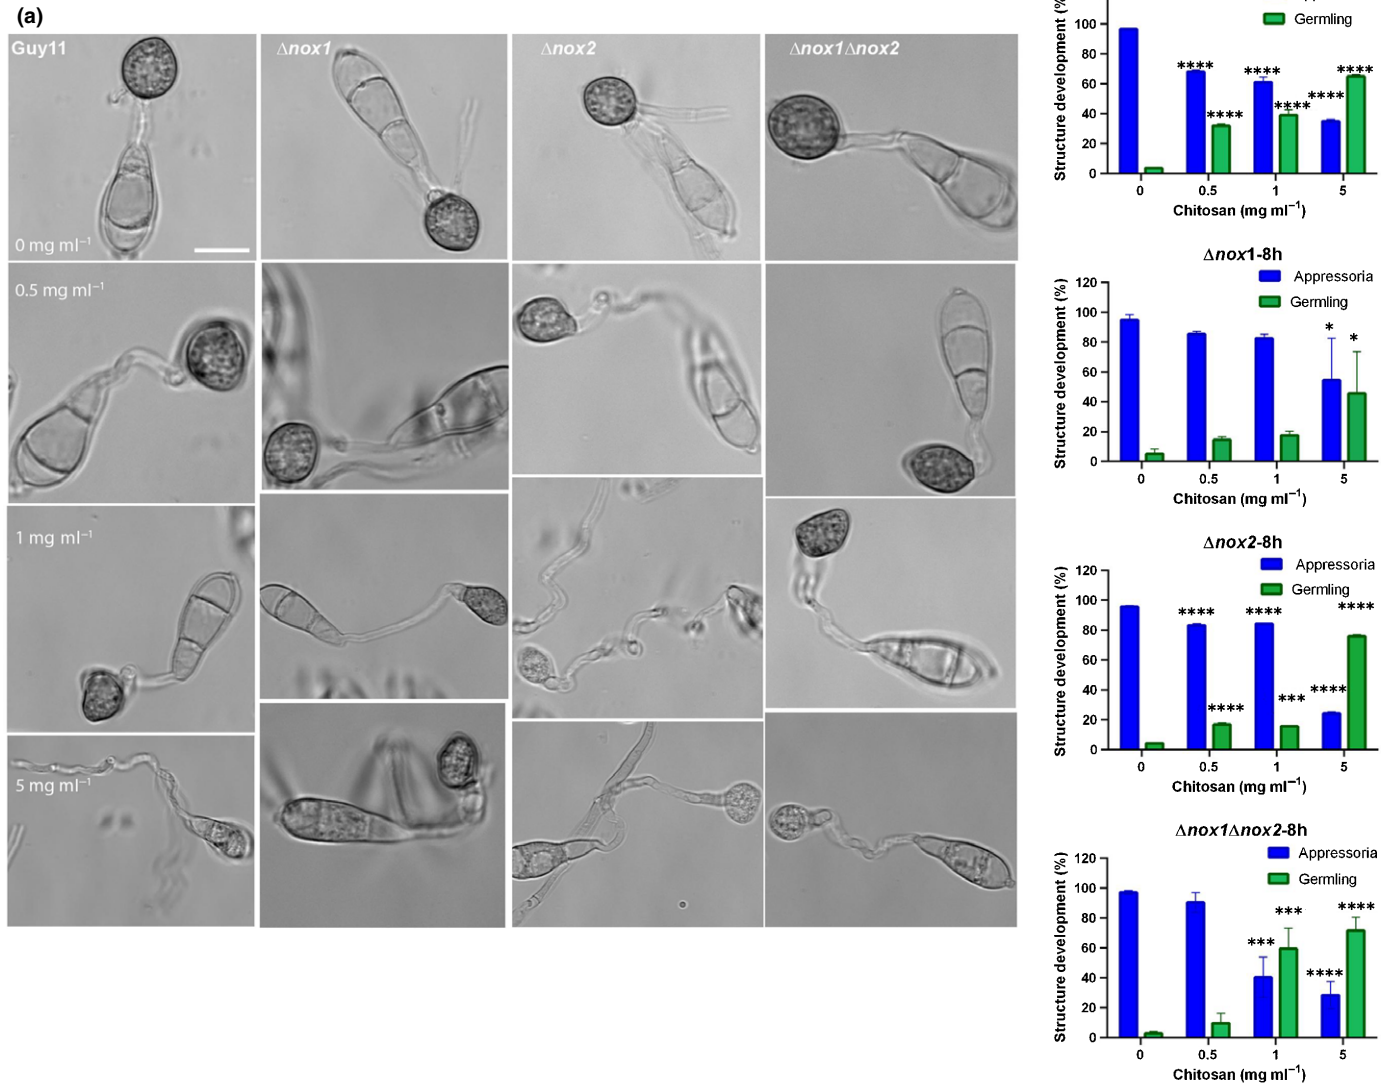 (a)
Guy11
Δnox1
Δnox2
Δnox1Δnox2
0 mg ml⁻¹
0.5 mg ml⁻¹
1 mg ml⁻¹
5 mg ml⁻¹
Germling
Structure development (%)
100
80
60
40
20
0
**** **** **** **** **** ****
0 0.5 1 5
Chitosan (mg ml⁻¹)
Δnox1-8h
Appressoria
Germling
Structure development (%)
120
100
80
60
40
20
0
* *
0 0.5 1 5
Chitosan (mg ml⁻¹)
Δnox2-8h
Appressoria
Germling
Structure development (%)
120
100
80
60
40
20
0
**** **** **** *** **** ****
0 0.5 1 5
Chitosan (mg ml⁻¹)
Δnox1Δnox2-8h
Appressoria
Germling
Structure development (%)
120
100
80
60
40
20
0
*** *** **** ****
0 0.5 1 5
Chitosan (mg ml⁻¹)